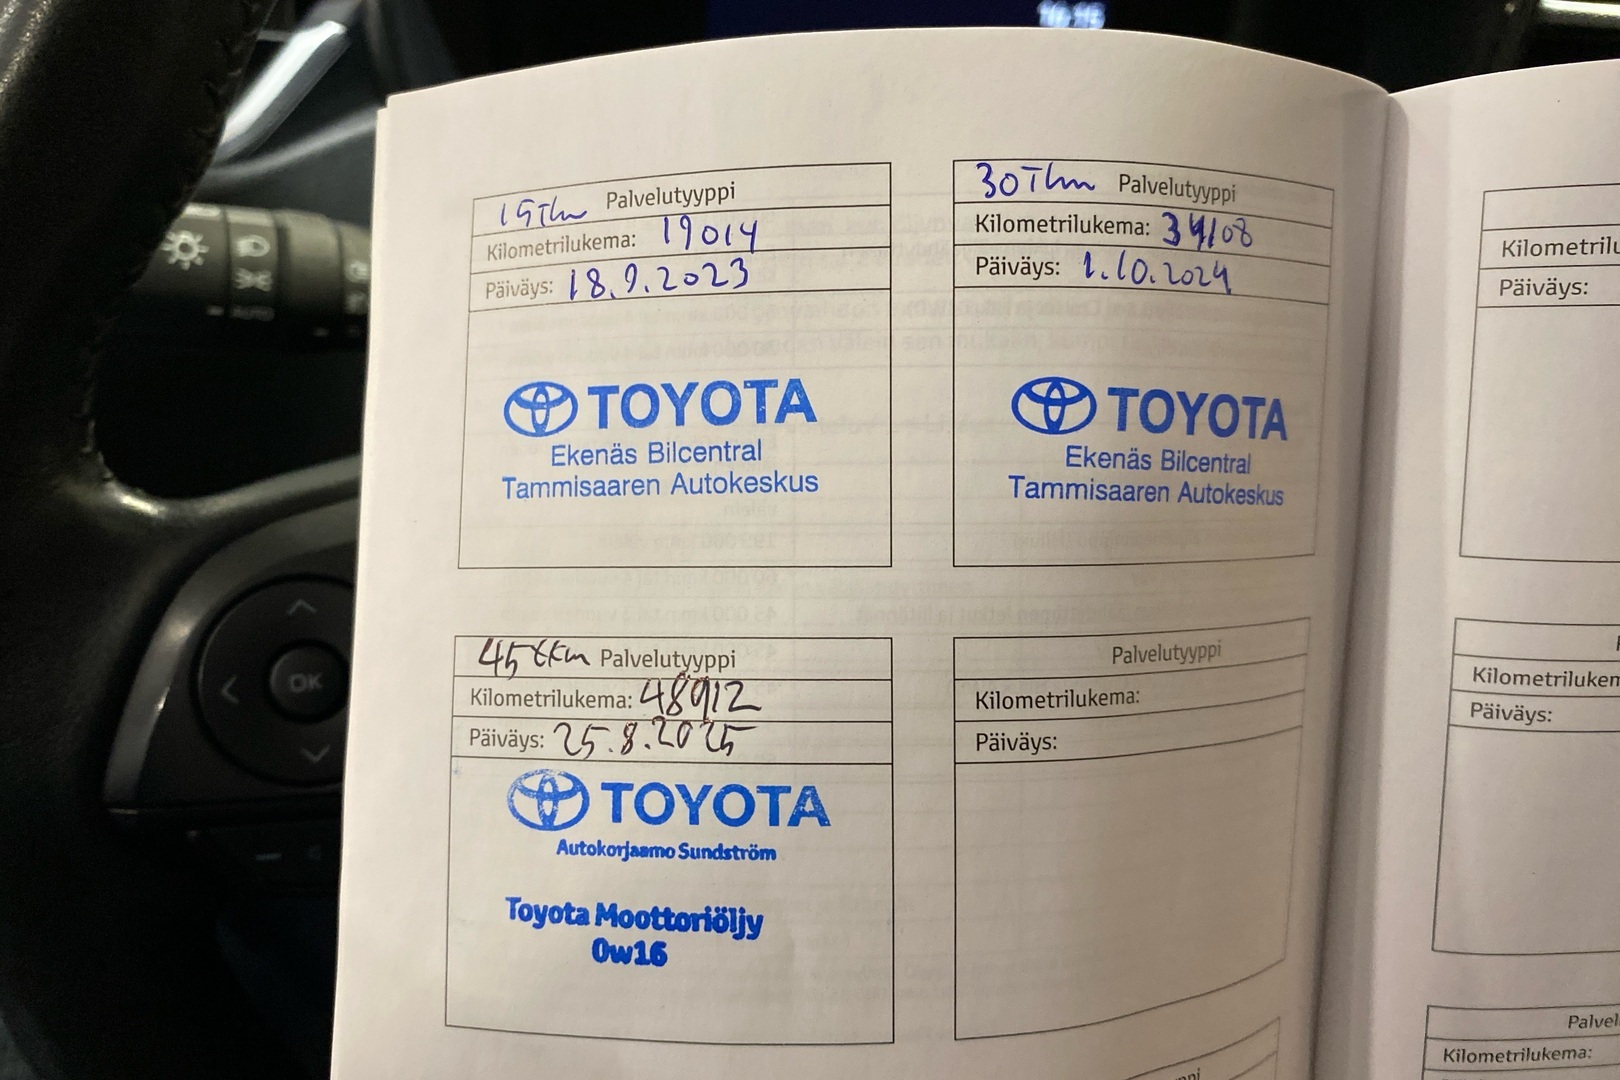 15Tkm Palvelutyyppi
Kilometrilukema: 19014
Päiväys: 18.9.2023
TOYOTA
Ekenäs Bilcentral
Tammisaaren Autokeskus
30Tkm Palvelutyyppi
Kilometrilukema: 34108
Päiväys: 1.10.2024
TOYOTA
Ekenäs Bilcentral
Tammisaaren Autokeskus
45tkm Palvelutyyppi
Kilometrilukema: 48912
Päiväys: 25.8.2025
TOYOTA
Autokorjaamo Sundström
Toyota Moottoriöljy
0w16
Palvelutyyppi
Kilometrilukema:
Päiväys:
Kilometrilu
Päiväys:
Kilometrilukem
Päiväys:
Palvel
Kilometrilukema:
OK
AUTO